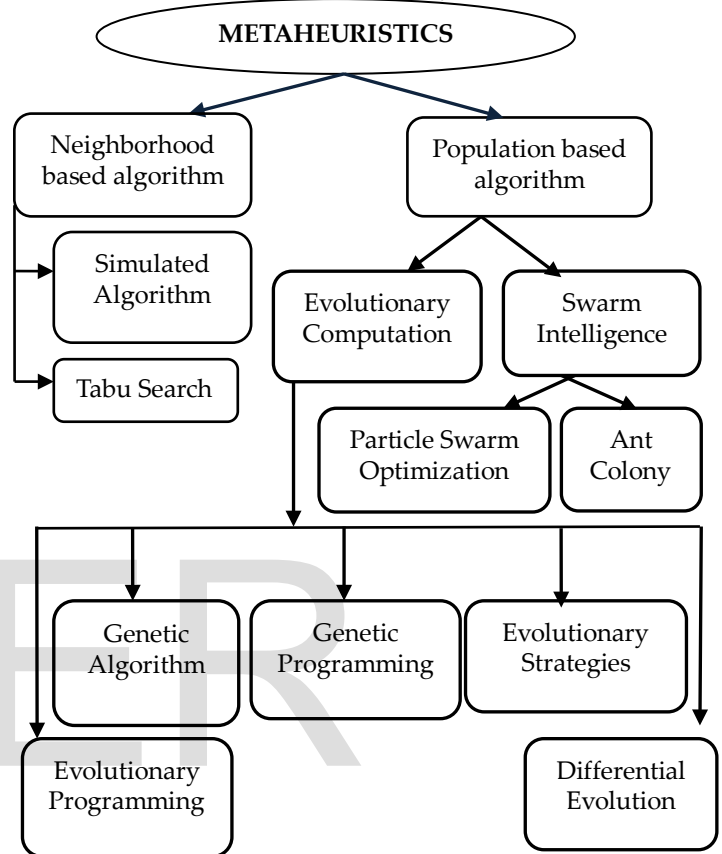 METAHEURISTICS
Neighborhood
based algorithm
Population based
algorithm
Simulated
Algorithm
Evolutionary
Computation
Swarm
Intelligence
Tabu Search
Particle Swarm
Optimization
Ant
Colony
Genetic
Algorithm
Genetic
Programming
Evolutionary
Strategies
Evolutionary
Programming
Differential
Evolution
ER